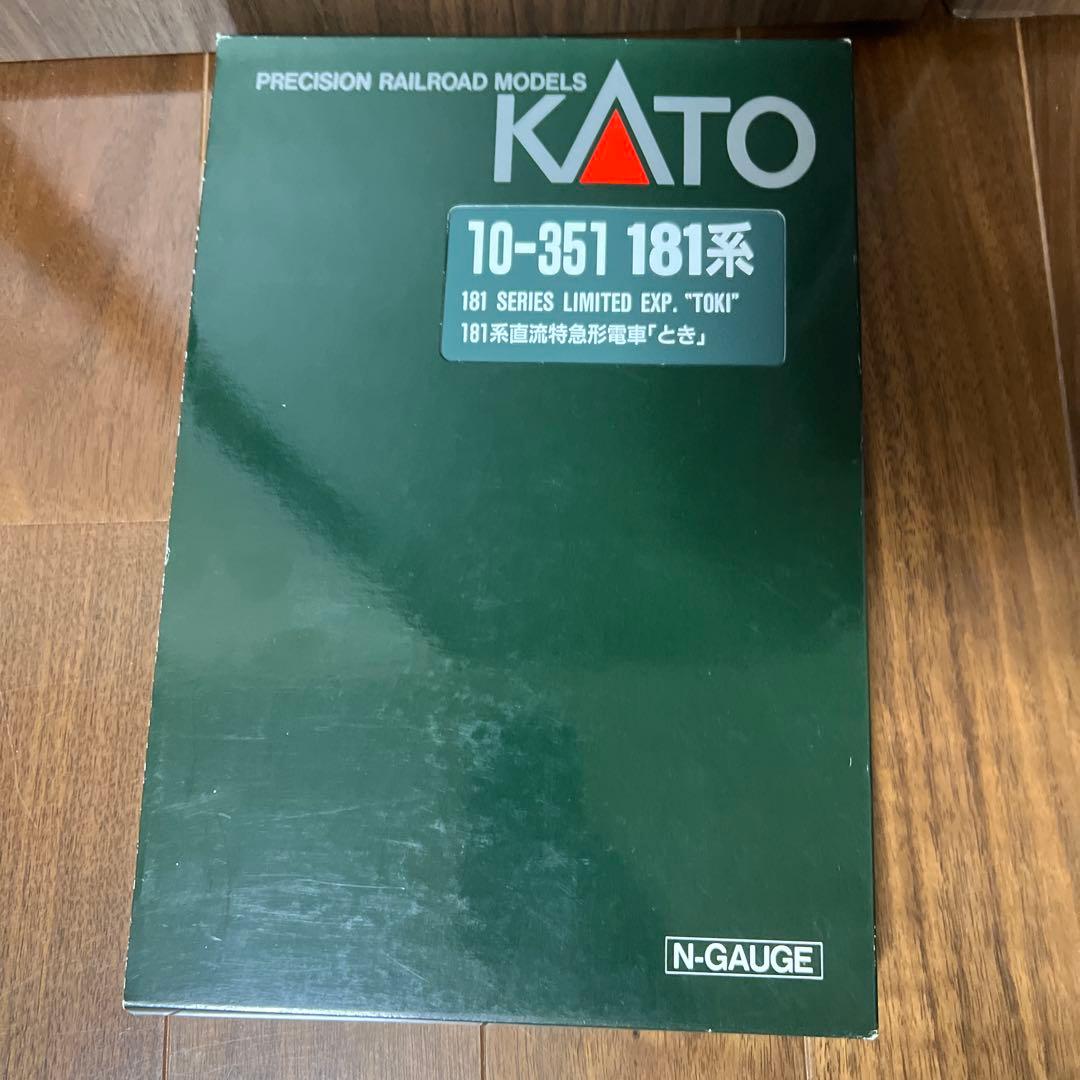 PRECISION RAILROAD MODELS
KATO
10-351 181系
181 SERIES LIMITED EXP. "TOKI"
181系直流特急形電車「とき」
N-GAUGE